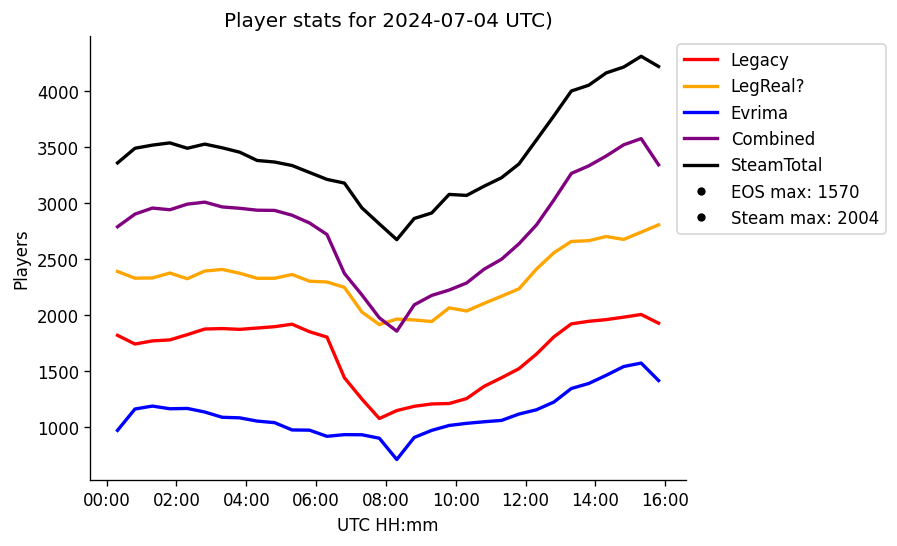 Player stats for 2024-07-04 UTC)
Legacy
LegReal?
Evrima
Combined
SteamTotal
EOS max: 1570
Steam max: 2004
Players
4000
3500
3000
2500
2000
1500
1000
00:00 02:00 04:00 06:00 08:00 10:00 12:00 14:00 16:00
UTC HH:mm